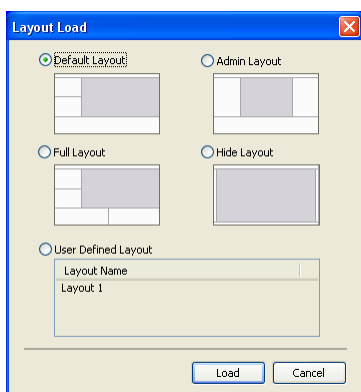 Layout Load
Default Layout
Admin Layout
Full Layout
Hide Layout
User Defined Layout
Layout Name
Layout 1
Load
Cancel